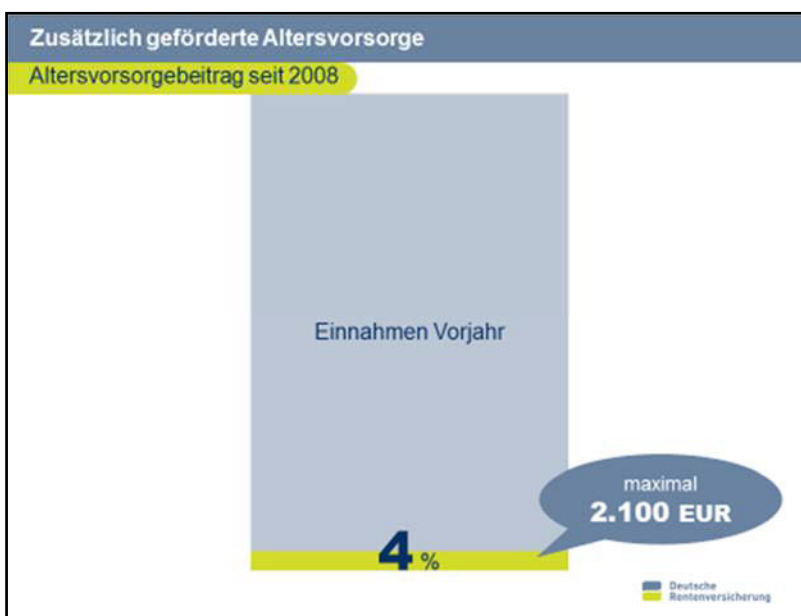 Zusätzlich geförderte Altersvorsorge
Altersvorsorgebeitrag seit 2008
Einnahmen Vorjahr
maximal
2.100 EUR
4 %
Deutsche
Rentenversicherung